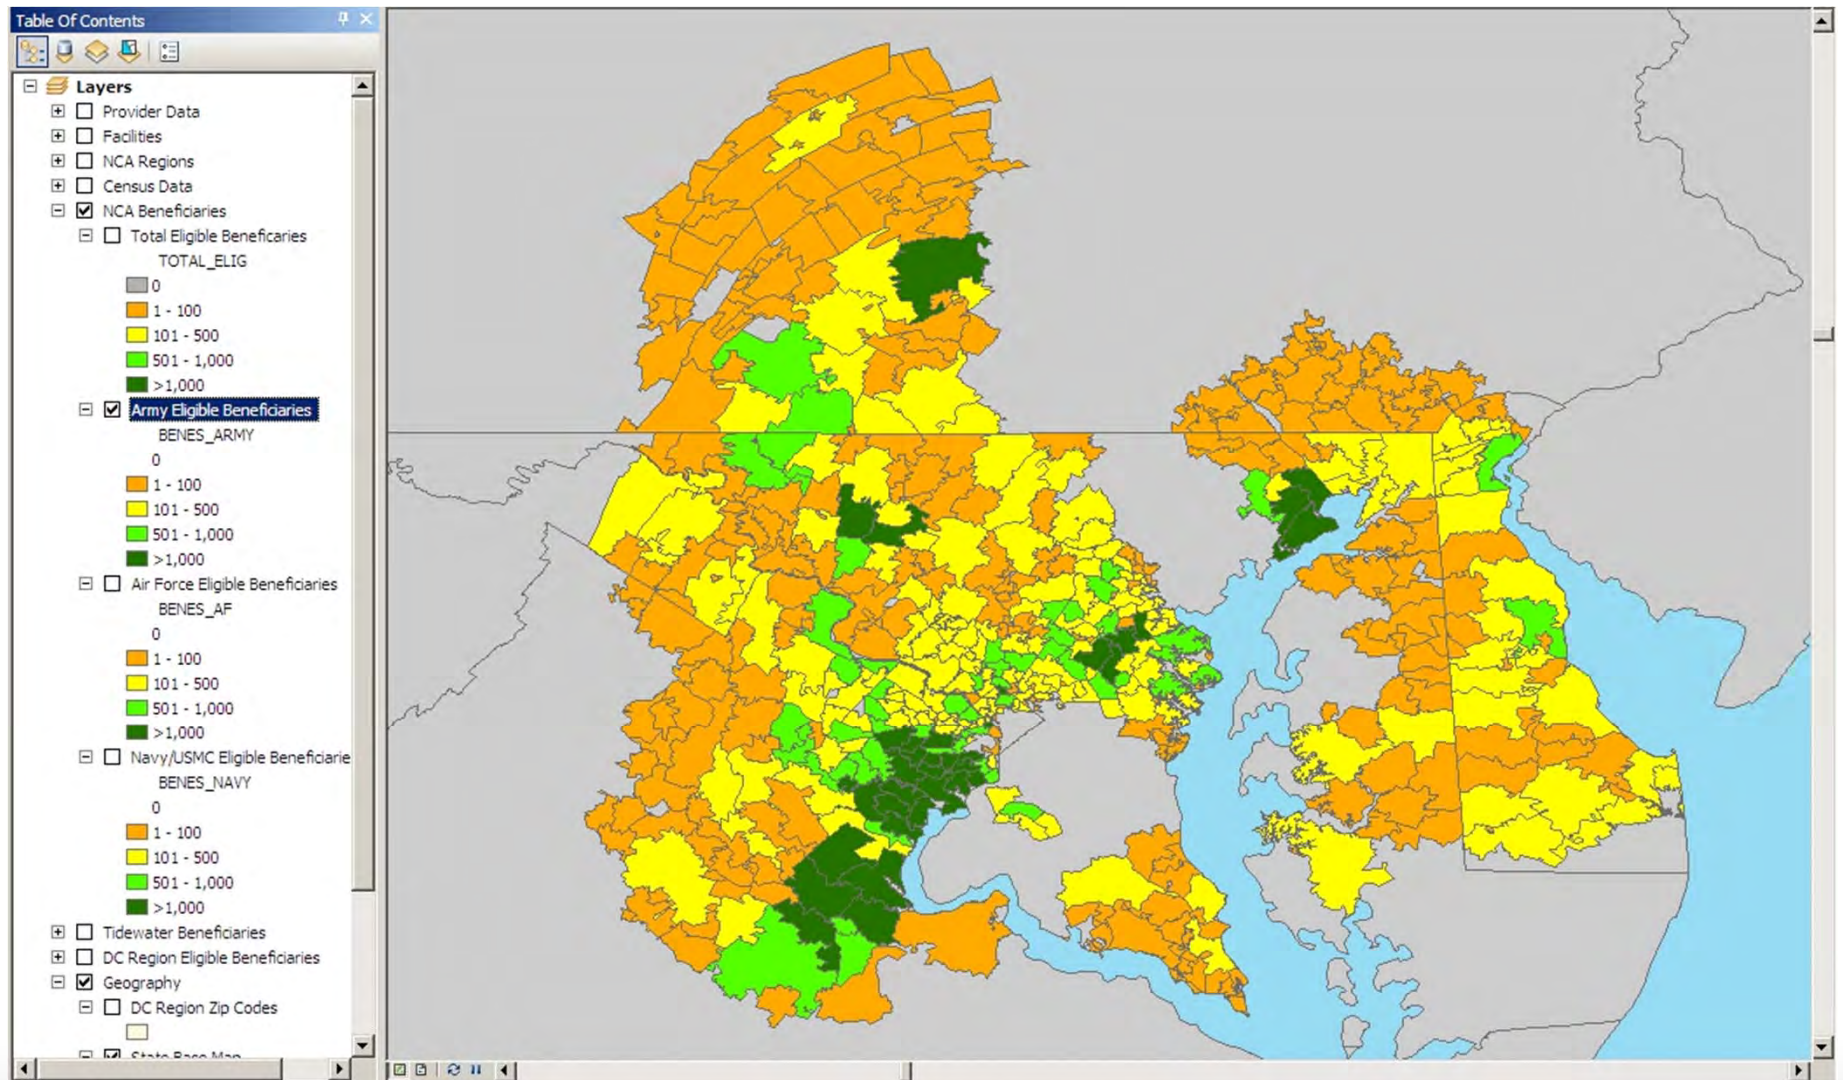 Table Of Contents
Layers
Provider Data
Facilities
NCA Regions
Census Data
NCA Beneficiaries
Total Eligible Beneficaries
TOTAL_ELIG
0
1 - 100
101 - 500
501 - 1,000
>1,000
Army Eligible Beneficiaries
BENES_ARMY
0
1 - 100
101 - 500
501 - 1,000
>1,000
Air Force Eligible Beneficiaries
BENES_AF
0
1 - 100
101 - 500
501 - 1,000
>1,000
Navy/USMC Eligible Beneficiarie
BENES_NAVY
0
1 - 100
101 - 500
501 - 1,000
>1,000
Tidewater Beneficiaries
DC Region Eligible Beneficiaries
Geography
DC Region Zip Codes
State Base Map